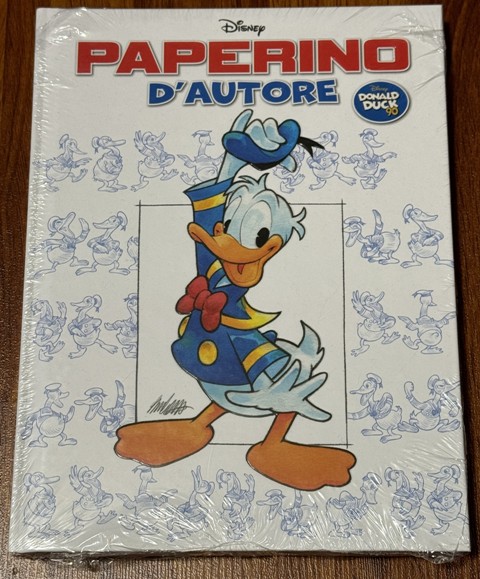 Disney
PAPERINO
D'AUTORE
Disney
DONALD
DUCK
90